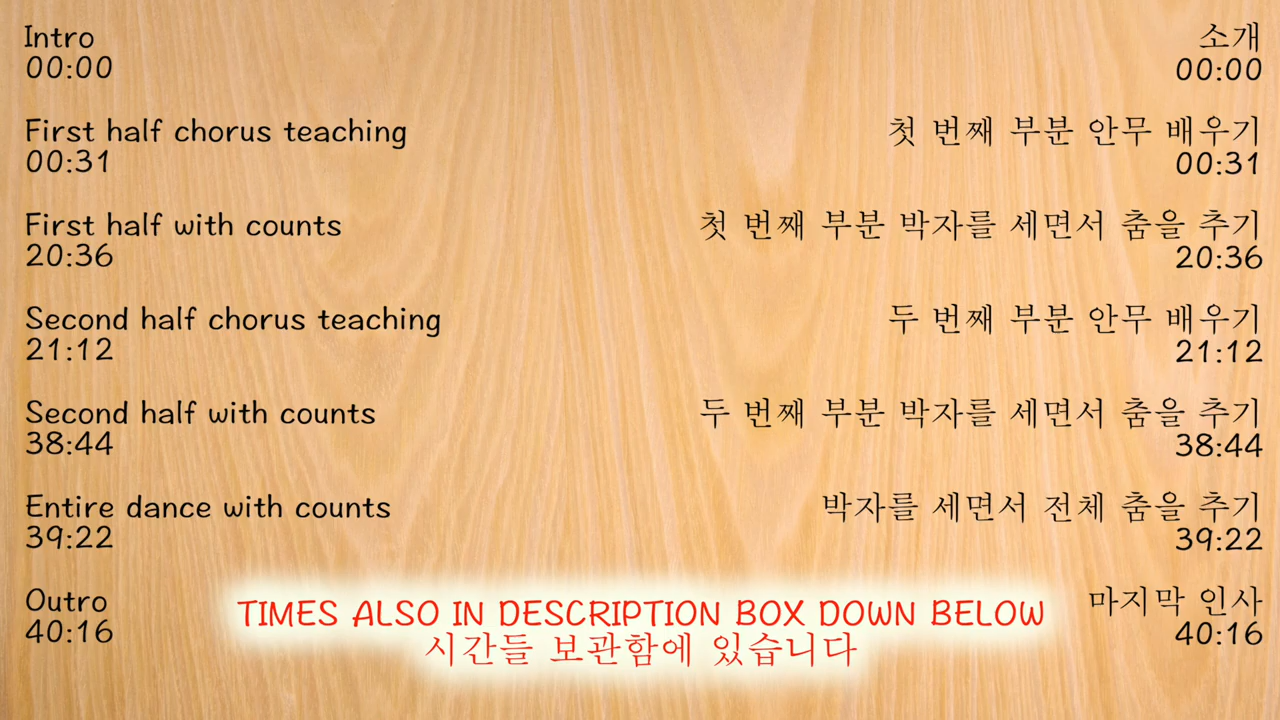 Intro
00:00
First half chorus teaching
00:31
First half with counts
20:36
Second half chorus teaching
21:12
Second half with counts
38:44
Entire dance with counts
39:22
Outro
40:16
소개
00:00
첫 번째 부분 안무 배우기
00:31
첫 번째 부분 박자를 세면서 춤을 추기
20:36
두 번째 부분 안무 배우기
21:12
두 번째 부분 박자를 세면서 춤을 추기
38:44
박자를 세면서 전체 춤을 추기
39:22
마지막 인사
40:16
TIMES ALSO IN DESCRIPTION BOX DOWN BELOW
시간들 보관함에 있습니다